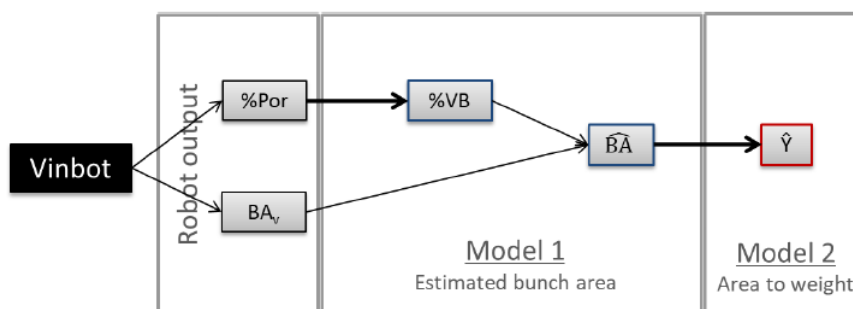 Vinbot
Robot output
%Por
BAᵥ
%VB
B͡A
Ŷ
Model 1
Estimated bunch area
Model 2
Area to weight